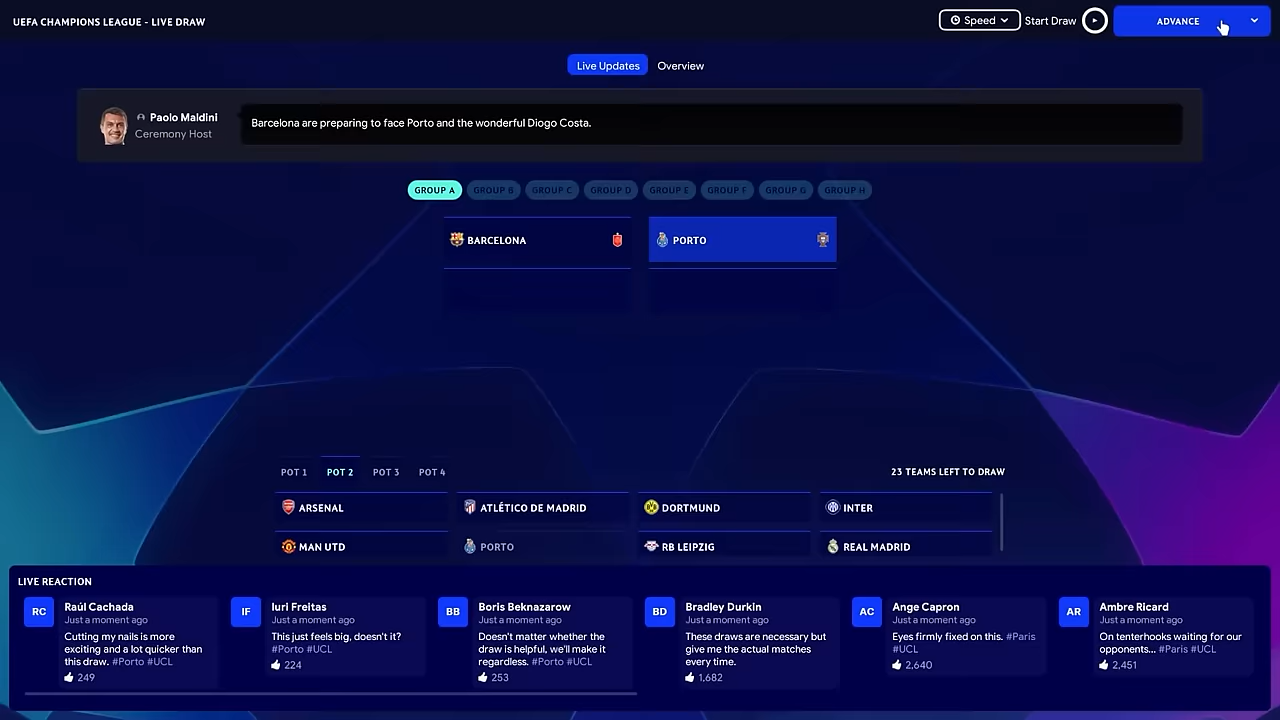 UEFA CHAMPIONS LEAGUE - LIVE DRAW
Speed
Start Draw
ADVANCE
Live Updates
Overview
Paolo Maldini
Ceremony Host
Barcelona are preparing to face Porto and the wonderful Diogo Costa.
GROUP A
GROUP B
GROUP C
GROUP D
GROUP E
GROUP F
GROUP G
GROUP H
BARCELONA
PORTO
POT 1
POT 2
POT 3
POT 4
23 TEAMS LEFT TO DRAW
ARSENAL
ATLÉTICO DE MADRID
DORTMUND
INTER
MAN UTD
PORTO
RB LEIPZIG
REAL MADRID
LIVE REACTION
RC
Raúl Cachada
Just a moment ago
Cutting my nails is more
exciting and a lot quicker than
this draw. #Porto #UCL
249
IF
Iuri Freitas
Just a moment ago
This just feels big, doesn't it?
#Porto #UCL
224
BB
Boris Beknazarow
Just a moment ago
Doesn't matter whether the
draw is helpful, we'll make it
regardless. #Porto #UCL
253
BD
Bradley Durkin
Just a moment ago
These draws are necessary but
give me the actual matches
every time.
1,682
AC
Ange Capron
Just a moment ago
Eyes firmly fixed on this. #Paris
#UCL
2,640
AR
Ambre Ricard
Just a moment ago
On tenterhooks waiting for our
opponents... #Paris #UCL
2,451